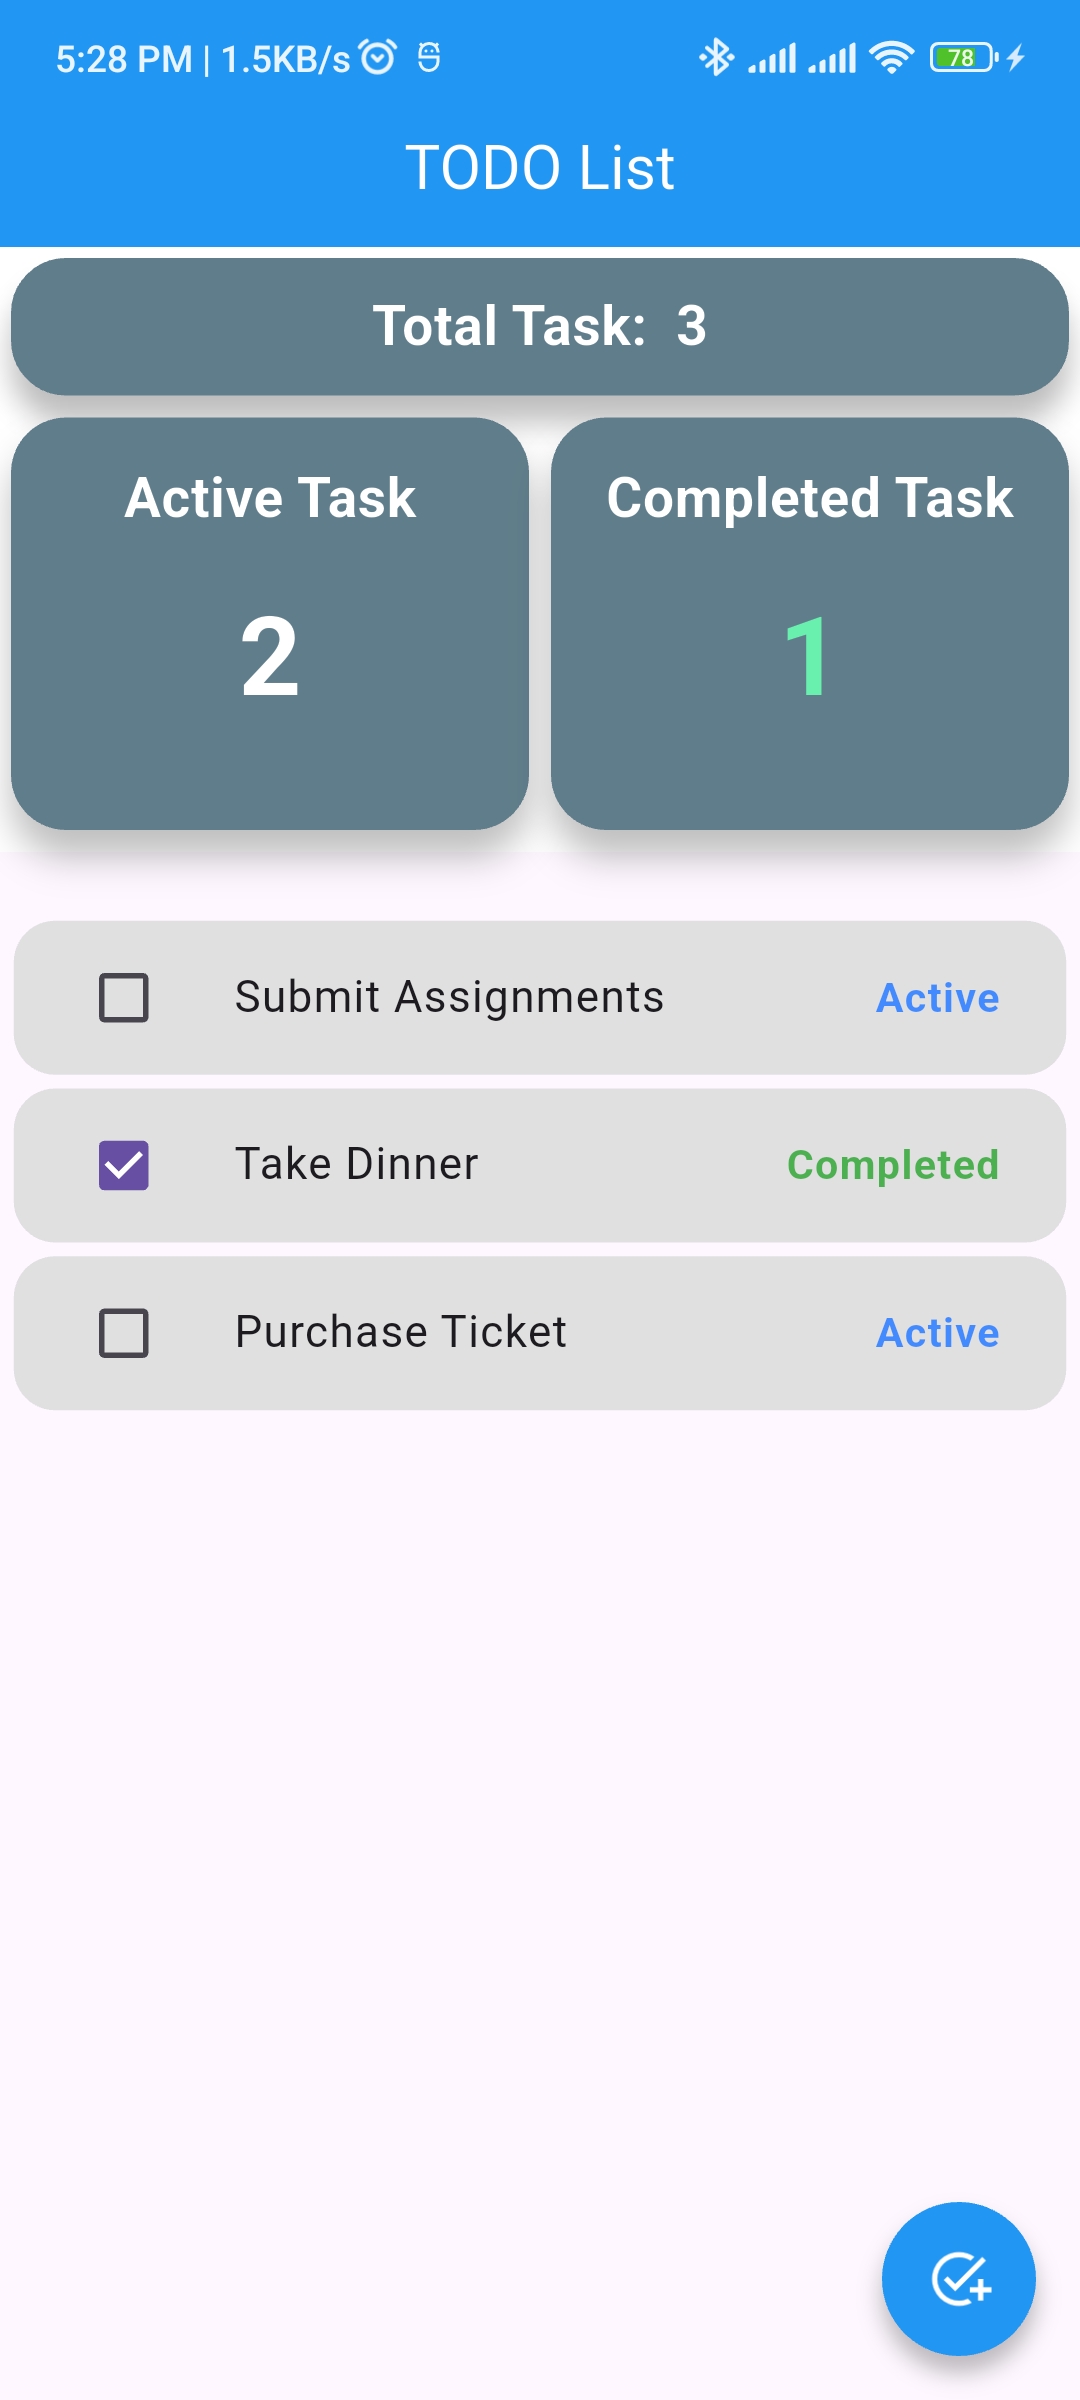 5:28 PM | 1.5KB/s 78
TODO List
Total Task: 3
Active Task
2
Completed Task
1
Submit Assignments Active
Take Dinner Completed
Purchase Ticket Active